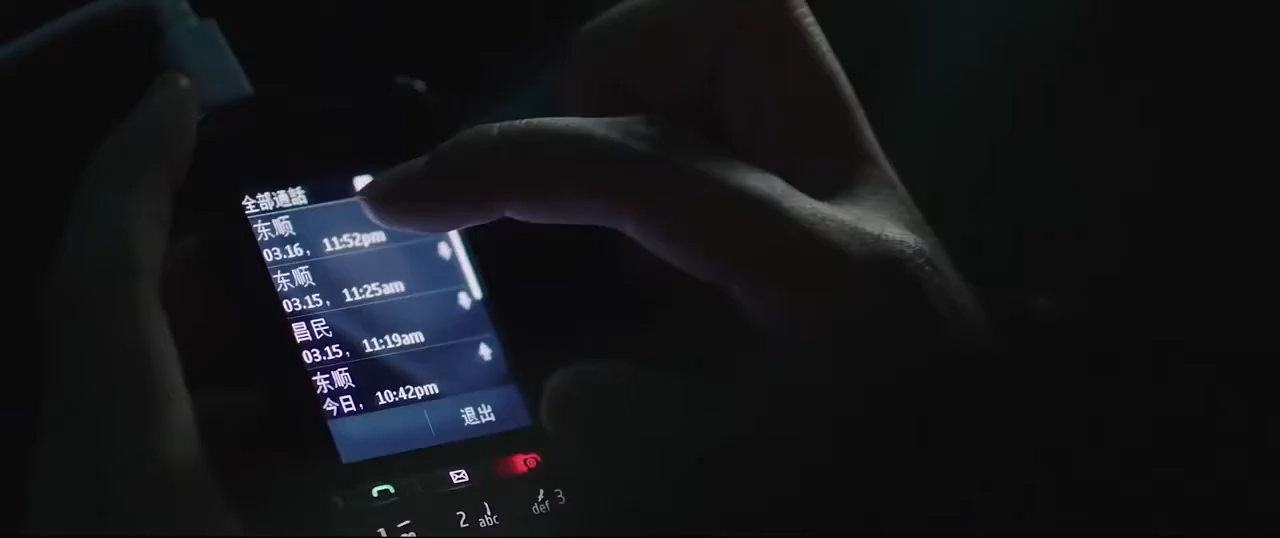 全部通話
东顺
03.16, 11:52pm
东顺
03.15, 11:25am
昌民
03.15, 11:19am
东顺
今日, 10:42pm
退出
2 abc
def 3